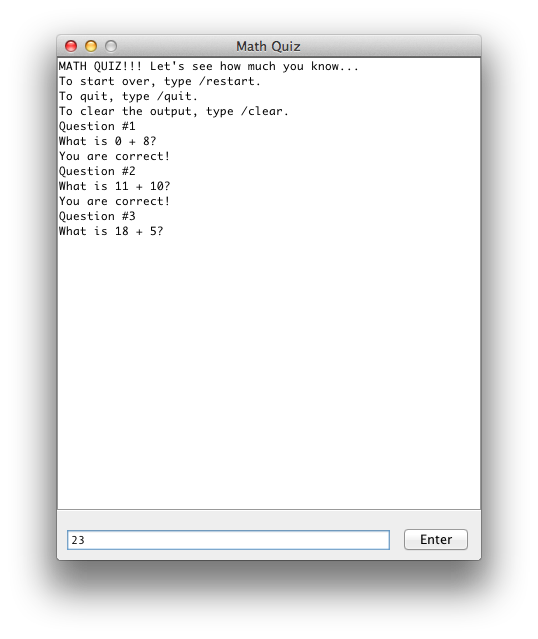 Math Quiz
MATH QUIZ!!! Let's see how much you know...
To start over, type /restart.
To quit, type /quit.
To clear the output, type /clear.
Question #1
What is 0 + 8?
You are correct!
Question #2
What is 11 + 10?
You are correct!
Question #3
What is 18 + 5?
23
Enter